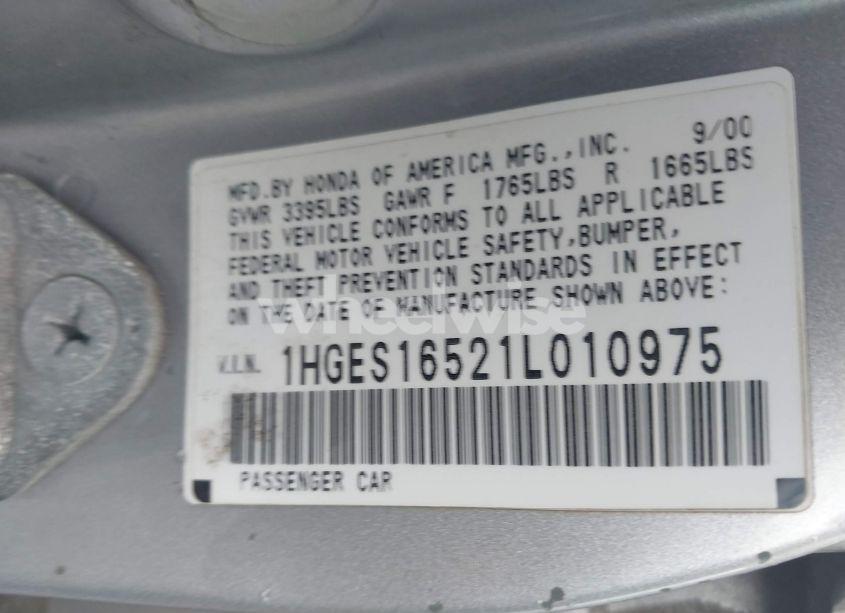 MFD.BY HONDA OF AMERICA MFG.,INC. 9/00
GVWR 3395LBS GAWR F 1765LBS R 1665LBS
THIS VEHICLE CONFORMS TO ALL APPLICABLE
FEDERAL MOTOR VEHICLE SAFETY,BUMPER,
AND THEFT PREVENTION STANDARDS IN EFFECT
ON THE DATE OF MANUFACTURE SHOWN ABOVE:
wheelwise
V.I.N. 1HGES16521L010975
PASSENGER CAR